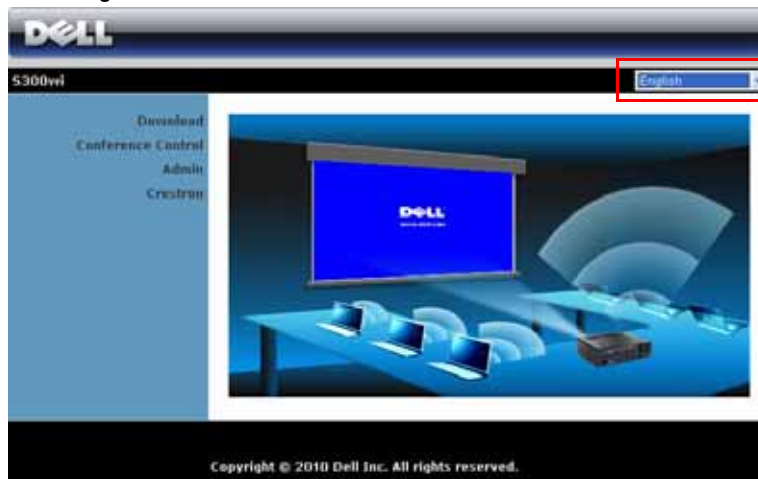 DELL
S300wi
English
Download
Conference Control
Admin
Crestron
DELL
Copyright © 2010 Dell Inc. All rights reserved.